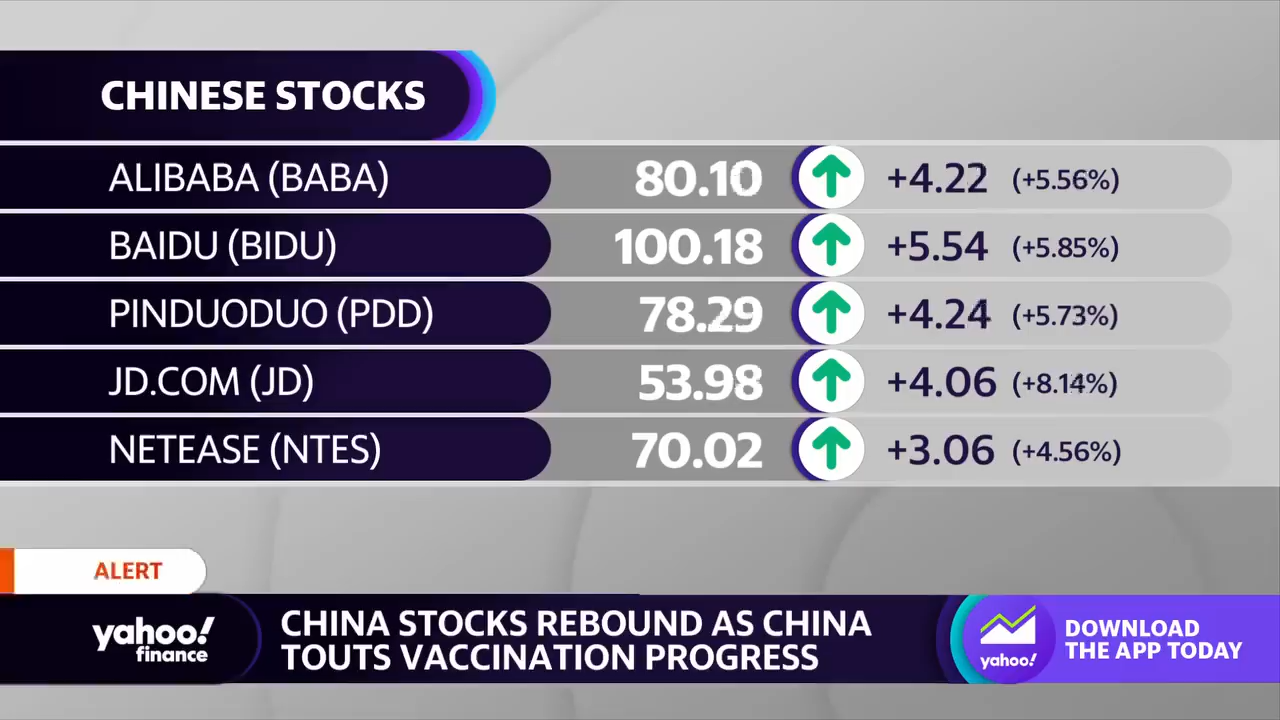 CHINESE STOCKS
ALIBABA (BABA) 80.10 +4.22 (+5.56%)
BAIDU (BIDU) 100.18 +5.54 (+5.85%)
PINDUODUO (PDD) 78.29 +4.24 (+5.73%)
JD.COM (JD) 53.98 +4.06 (+8.14%)
NETEASE (NTES) 70.02 +3.06 (+4.56%)
ALERT
yahoo!
finance
CHINA STOCKS REBOUND AS CHINA
TOUTS VACCINATION PROGRESS
yahoo!
DOWNLOAD
THE APP TODAY